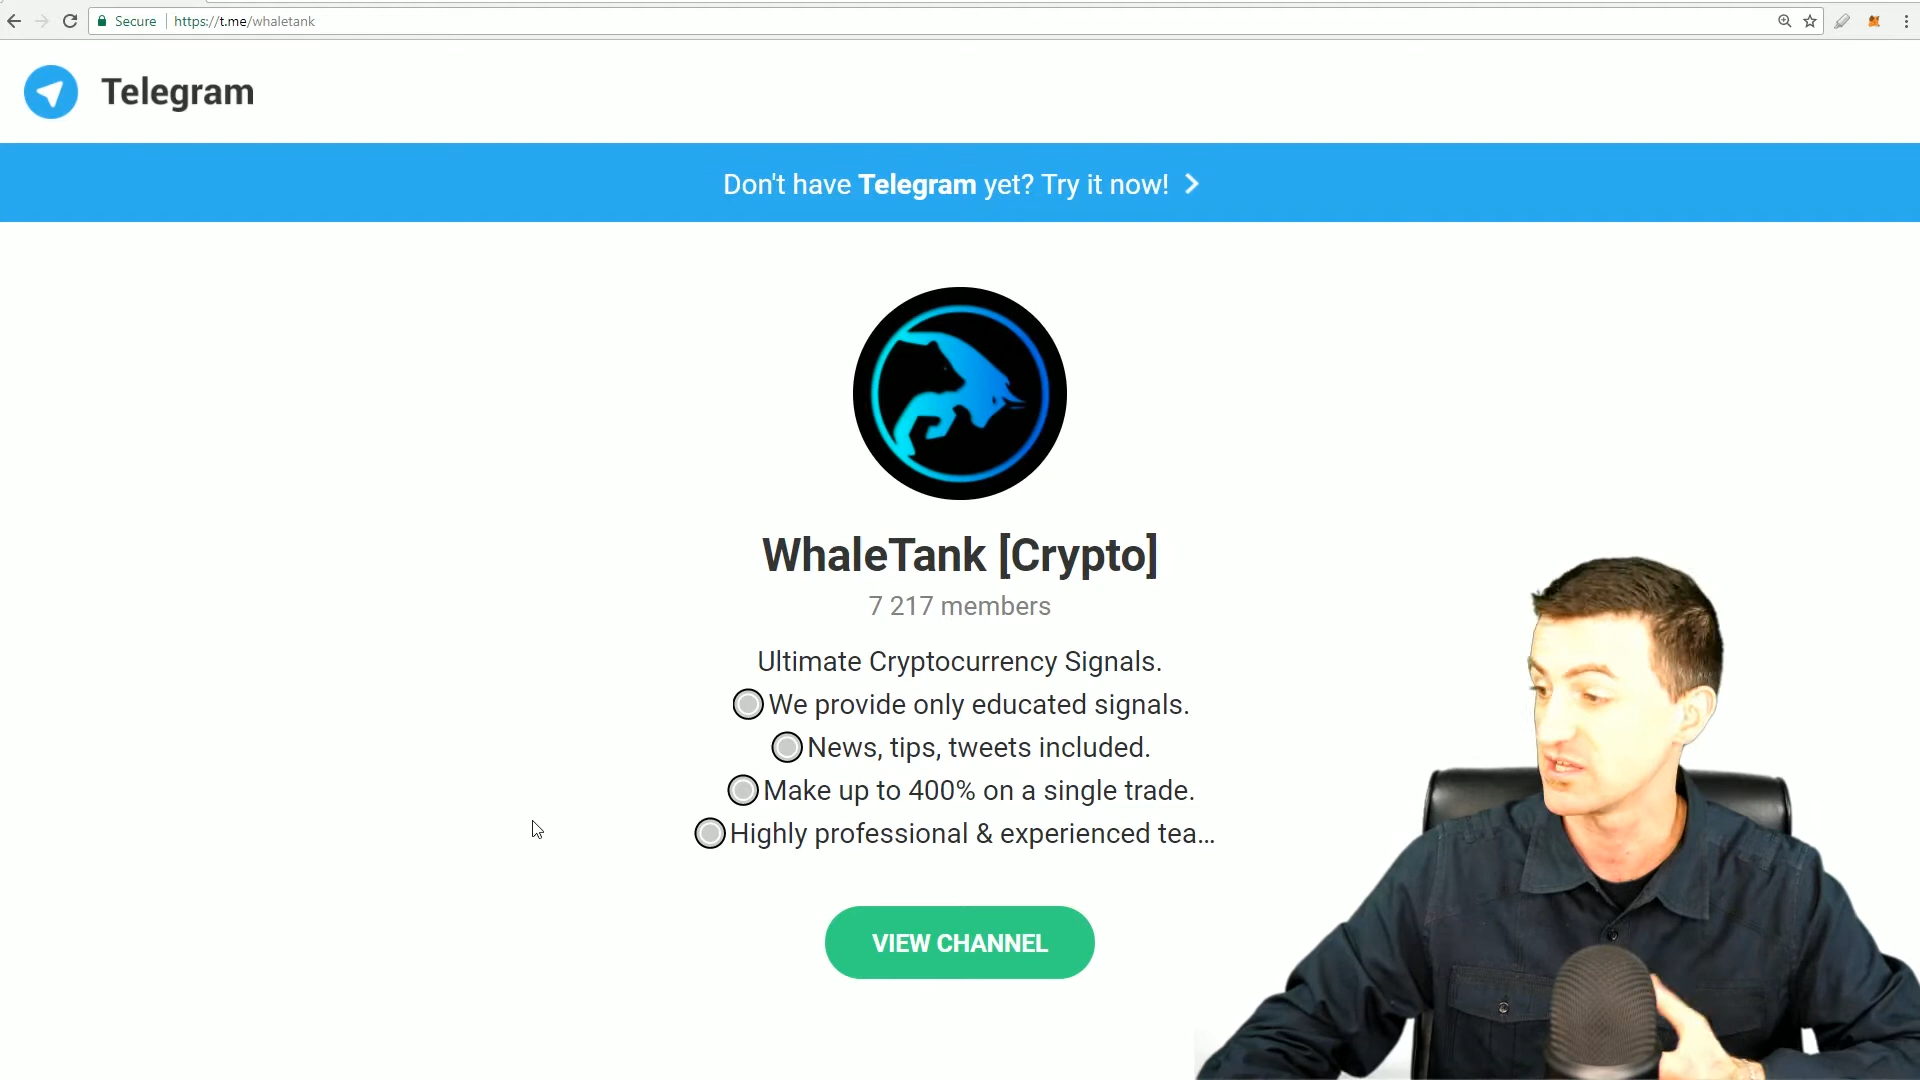 Secure https://t.me/whaletank
Telegram
Don't have Telegram yet? Try it now!
WhaleTank [Crypto]
7 217 members
Ultimate Cryptocurrency Signals.
We provide only educated signals.
News, tips, tweets included.
Make up to 400% on a single trade.
Highly professional & experienced tea...
VIEW CHANNEL